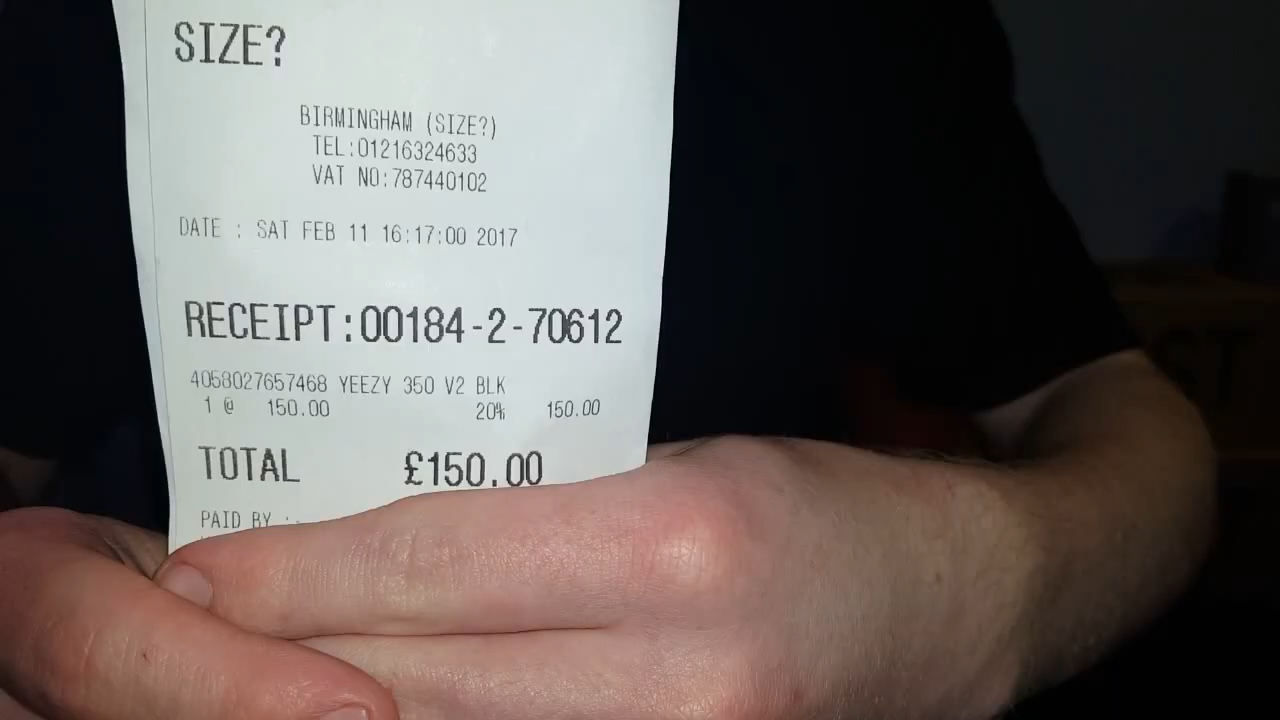 SIZE?
BIRMINGHAM (SIZE?)
TEL:01216324633
VAT NO:787440102
DATE : SAT FEB 11 16:17:00 2017
RECEIPT:00184-2-70612
4058027657468 YEEZY 350 V2 BLK
1 @ 150.00 20% 150.00
TOTAL £150.00
PAID BY :-